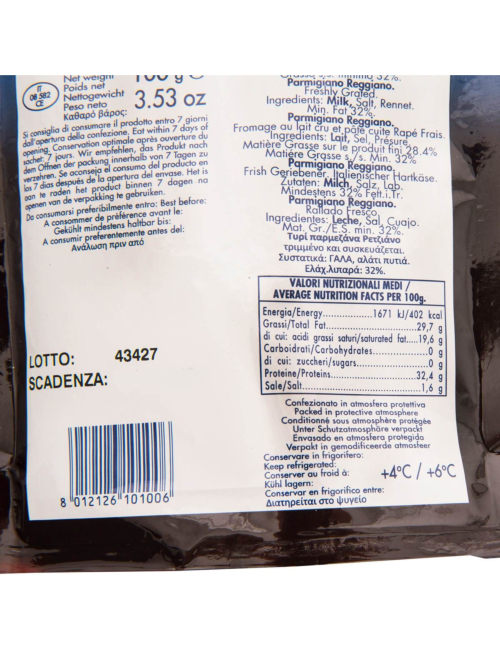 IT
08 582
CE
Net weight
Poids net
Nettogewicht
Peso neto
Καθαρό βάρος:
100 g e
3.53 oz
Si consiglia di consumare il prodotto entro 7 giorni
dall'apertura della confezione. Eat within 7 days of
opening. Conservation optimale après ouverture du
sachet: 7 jours. Wir empfehlen, das Produkt nach
dem Öffnen der packung innerhalb von 7 Tagen zu
verzehren. Se aconseja el consumo del producto en
los 7 días después de la apertura del envase. Het is
aan te raden het product binnen 7 dagen na
openen van de verpakking te gebruiken.
Da consumarsi preferibilmente entro: Best before:
A consommer de préférence avant le:
Gekühlt mindestens haltbar bis:
A consumir preferentemente antes del:
Ανάλωση πριν από
LOTTO: 43427
SCADENZA:
8 012126 101006
minimo 32%.
Parmigiano Reggiano.
Freshly Grated.
Ingredients: Milk, Salt, Rennet.
Min. Fat 32%.
Parmigiano Reggiano.
Fromage au lait cru et pâte cuite Rapé Frais.
Ingrédients: Lait, Sel, Présure.
Matière Grasse sur le produit fini 28.4%
Matiére Grasse s./s. Min. 32%
Parmigiano Reggiano.
Frish Geriebener. Italienischer Hartkäse.
Zutaten: Milch, Salz, Lab.
Mindestens 32% Fett.i.Tr.
Parmigiano Reggiano.
Rallado Fresco.
Ingredientes: Leche, Sal, Cuajo.
Mat. Gr./E.S. min. 32%.
Τυρί παρμεζάνα Ρετζιάνο
τριμμένο και συσκευάζεται.
Συστατικά: ΓΑΛΑ, αλάτι πυτιά.
Ελάχ.λιπαρά: 32%.
VALORI NUTRIZIONALI MEDI /
AVERAGE NUTRITION FACTS PER 100g.
Energia/Energy..............1671 kJ/402 kcal
Grassi/Total Fat..............................29,7 g
di cui: acidi grassi saturi/saturated fat....19,6 g
Carboidrati/Carbohydrates..................0 g
di cui: zuccheri/sugars.......................0 g
Proteine/Proteins............................32,4 g
Sale/Salt.......................................1,6 g
Confezionato in atmosfera protettiva
Packed in protective atmosphere
Conditionné sous atmosphère protégée
Unter Schutzatmosphäre verpackt
Envasado en atmosfera protegida
Verpakt in gemodificeerde atmosfeer
Conservare in frigorifero:
Keep refrigerated:
Conserver au froid à:
Kühl lagern:
Conservar en frigorifico entre:
Διατηρείται στο ψυγείο
+4°C / +6°C